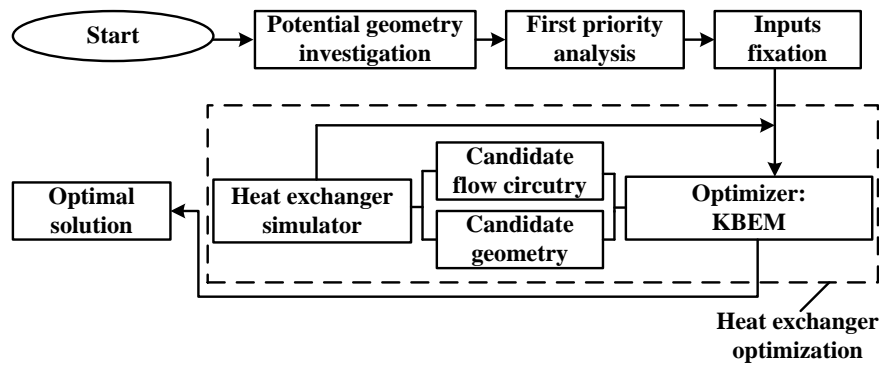 Start
Potential geometry
investigation
First priority
analysis
Inputs
fixation
Optimal
solution
Heat exchanger
simulator
Candidate
flow circutry
Candidate
geometry
Optimizer:
KBEM
Heat exchanger
optimization